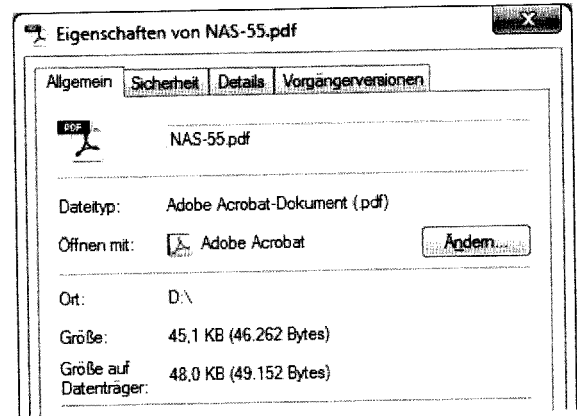 Eigenschaften von NAS-55.pdf
Allgemein Sicherheit Details Vorgängerversionen
PDF
NAS-55.pdf
Dateityp: Adobe Acrobat-Dokument (.pdf)
Öffnen mit: Adobe Acrobat Ändern...
Ort: D:\
Größe: 45,1 KB (46.262 Bytes)
Größe auf
Datenträger: 48,0 KB (49.152 Bytes)